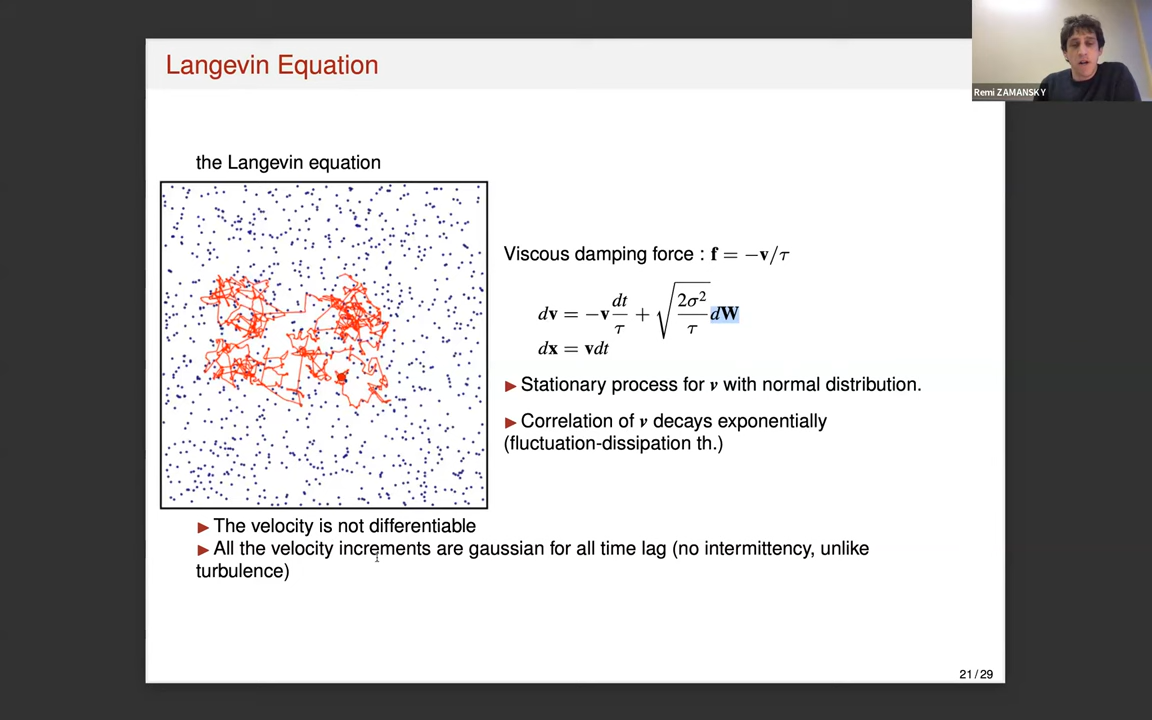 Langevin Equation
Remi ZAMANSKY
the Langevin equation
Viscous damping force : f = −v/τ
dv = −v dt/τ + √(2σ²/τ) dW
dx = vdt
▶ Stationary process for v with normal distribution.
▶ Correlation of v decays exponentially
(fluctuation-dissipation th.)
▶ The velocity is not differentiable
▶ All the velocity increments are gaussian for all time lag (no intermittency, unlike
turbulence)
21 / 29